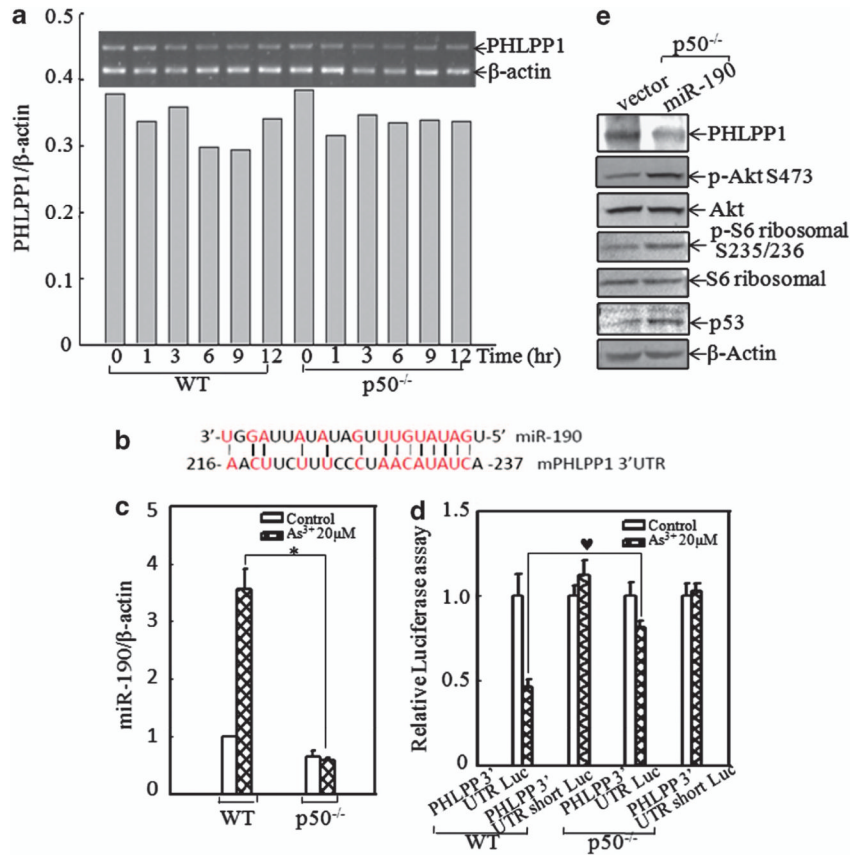 a
0.5
0.4
0.3
0.2
0.1
0
PHLPP1/β-actin
PHLPP1
β-actin
0 1 3 6 9 12 0 1 3 6 9 12 Time (hr)
WT p50-/-
e
p50-/-
vector miR-190
PHLPP1
p-Akt S473
Akt
p-S6 ribosomal
S235/236
S6 ribosomal
p53
β-Actin
b
3′-UGGAUUAUAUAGUUUGUAUAGU-5′ miR-190
216- AACUUCUUUCCCUAACAUAUCA -237 mPHLPP1 3′UTR
c
5
4
3
2
1
0
miR-190/β-actin
Control
As3+ 20μM
*
WT p50-/-
d
1.5
1.0
0.5
0
Relative Luciferase assay
Control
As3+ 20μM
♥
PHLPP 3′
UTR Luc
PHLPP 3′
UTR short Luc
PHLPP 3′
UTR Luc
PHLPP 3′
UTR short Luc
WT p50-/-